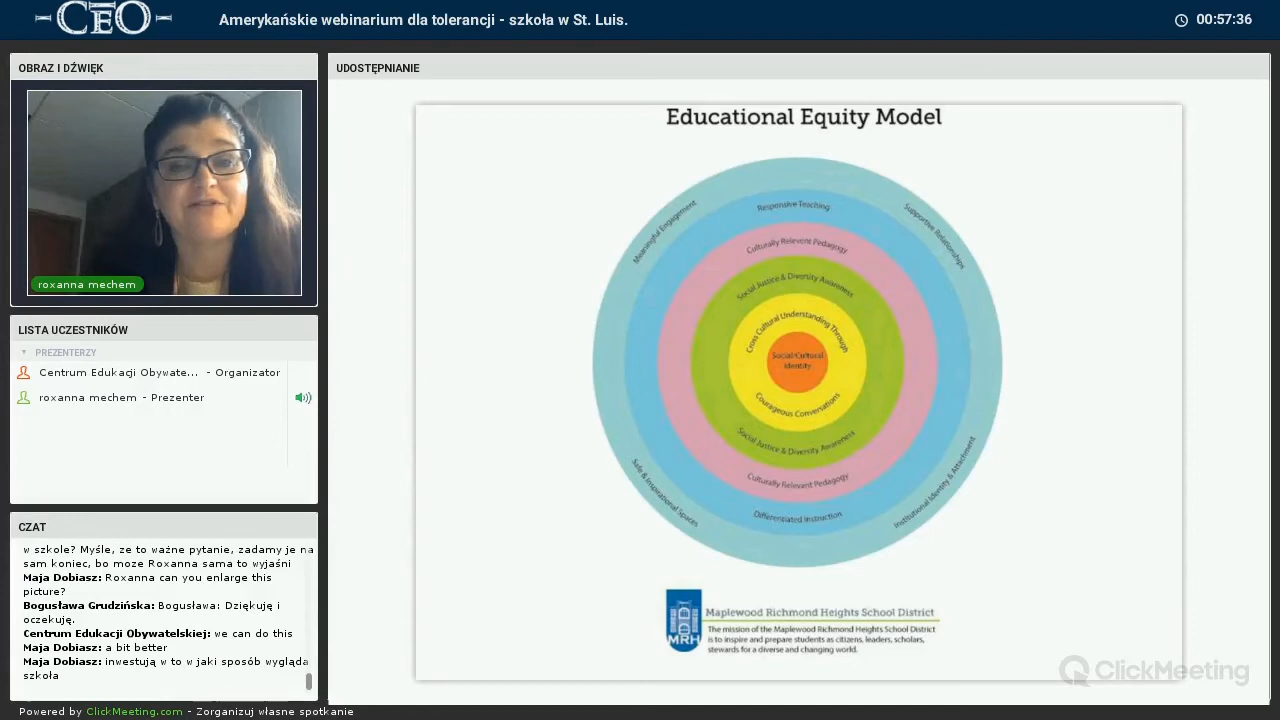 CEO
Amerykańskie webinarium dla tolerancji - szkoła w St. Luis.
00:57:36
OBRAZ I DŹWIĘK
roxanna mechem
LISTA UCZESTNIKÓW
PREZENTERZY
Centrum Edukacji Obywate... - Organizator
roxanna mechem - Prezenter
CZAT
w szkole? Myśle, ze to ważne pytanie, zadamy je na
sam koniec, bo moze Roxanna sama to wyjaśni
Maja Dobiasz: Roxanna can you enlarge this
picture?
Bogusława Grudzińska: Bogusława: Dziękuję i
oczekuję.
Centrum Edukacji Obywatelskiej: we tan do this
Maja Dobiasz: a bit better
Maja Dobiasz: inwestują w to w jaki sposób wygląda
szkoła
UDOSTĘPNIANIE
Educational Equity Model
Meaningful Engagement
Responsive Teaching
Supportive Relationships
Culturally Relevant Pedagogy
Social Justice & Diversity Awareness
Cross Cultural Understanding Through
Social-Cultural
Identity
Courageous Conversations
Social Justice & Diversity Awareness
Culturally Relevant Pedagogy
Differentiated Instruction
Safe & Inspirational Spaces
Institutional Identity & Attachment
MRH
Maplewood Richmond Heights School District
The mission of the Maplewood Richmond Heights School District
is to inspire and prepare students as citizens, leaders, scholars,
stewards for a diverse and changing world.
ClickMeeting
Powered by ClickMeeting.com - Zorganizuj własne spotkanie